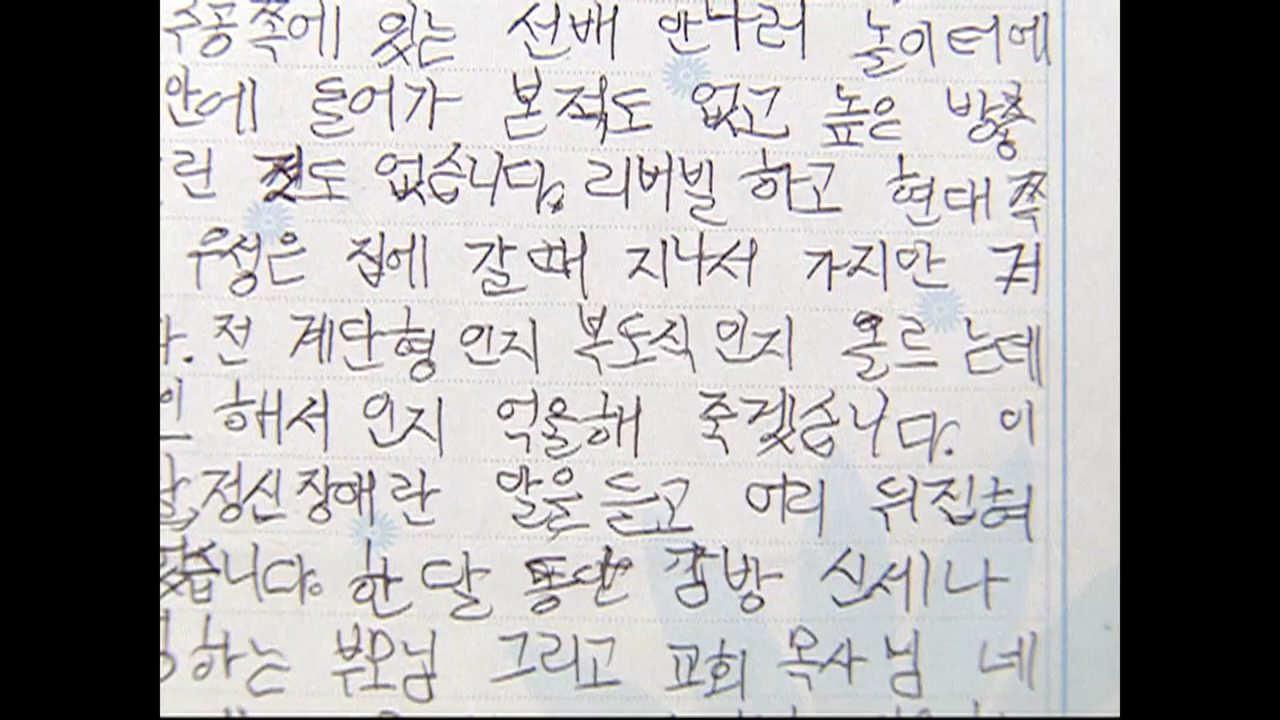 주공쪽에 있는 선배 만나러 놀이터에
안에 들어가 본적도 없고 높은 방충
린 것도 없습니다. 리버빌 하고 현대 쪽
우성은 집에 갈때 지나서 가지만 거
. 전 계단형 인지 복도식 인지 몰르는데
해서 인지 억울해 죽겠습니다. 이
정신장애란 말을 듣고 머리 뒤집혀
습니다. 한 달 동안 감방 신세나
하는 부모님 그리고 교회 목사님 네